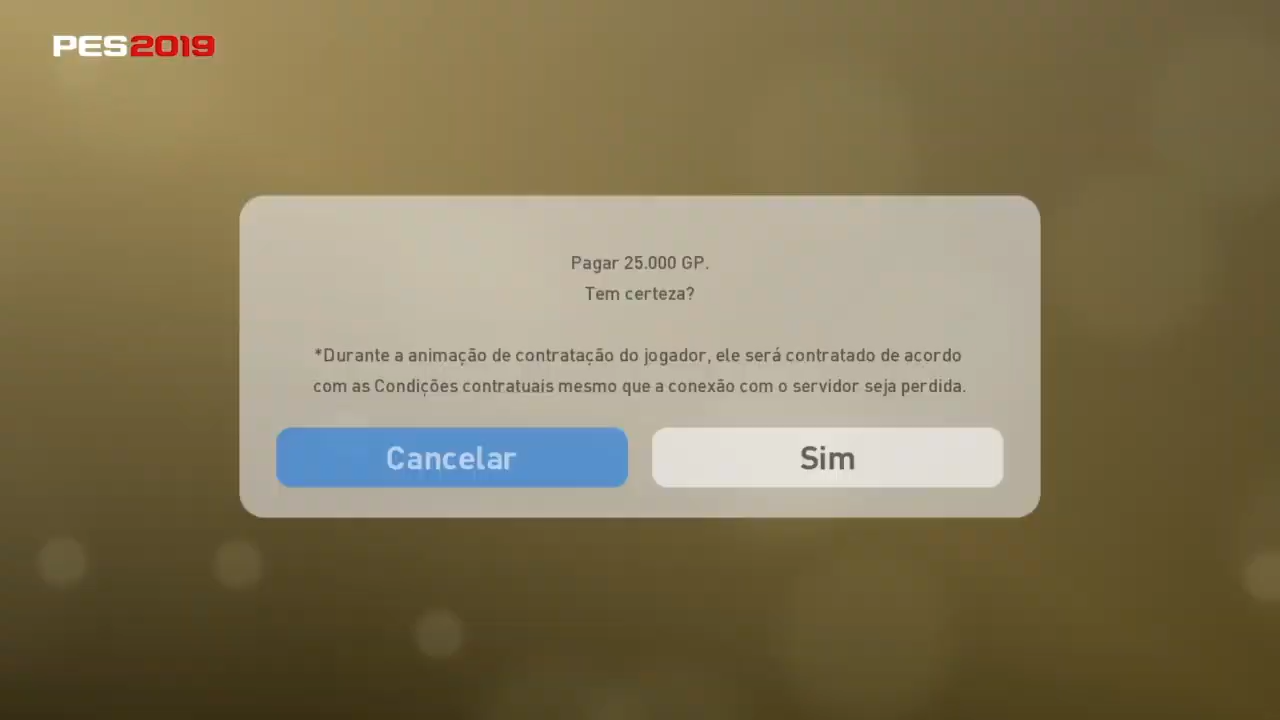 PES2019
Pagar 25.000 GP.
Tem certeza?
*Durante a animação de contratação do jogador, ele será contratado de acordo
com as Condições contratuais mesmo que a conexão com o servidor seja perdida.
Cancelar
Sim